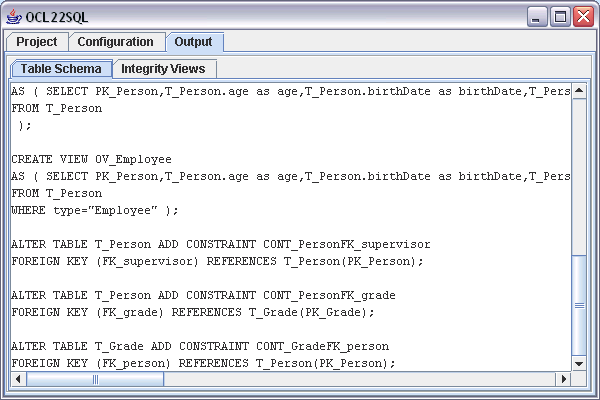 OCL22SQL
Project Configuration Output
Table Schema Integrity Views
AS ( SELECT PK_Person,T_Person.age as age,T_Person.birthDate as birthDate,T_Pers
FROM T_Person
);
CREATE VIEW OV_Employee
AS ( SELECT PK_Person,T_Person.age as age,T_Person.birthDate as birthDate,T_Pers
FROM T_Person
WHERE type="Employee" );
ALTER TABLE T_Person ADD CONSTRAINT CONT_PersonFK_supervisor
FOREIGN KEY (FK_supervisor) REFERENCES T_Person(PK_Person);
ALTER TABLE T_Person ADD CONSTRAINT CONT_PersonFK_grade
FOREIGN KEY (FK_grade) REFERENCES T_Grade(PK_Grade);
ALTER TABLE T_Grade ADD CONSTRAINT CONT_GradeFK_person
FOREIGN KEY (FK_person) REFERENCES T_Person(PK_Person);